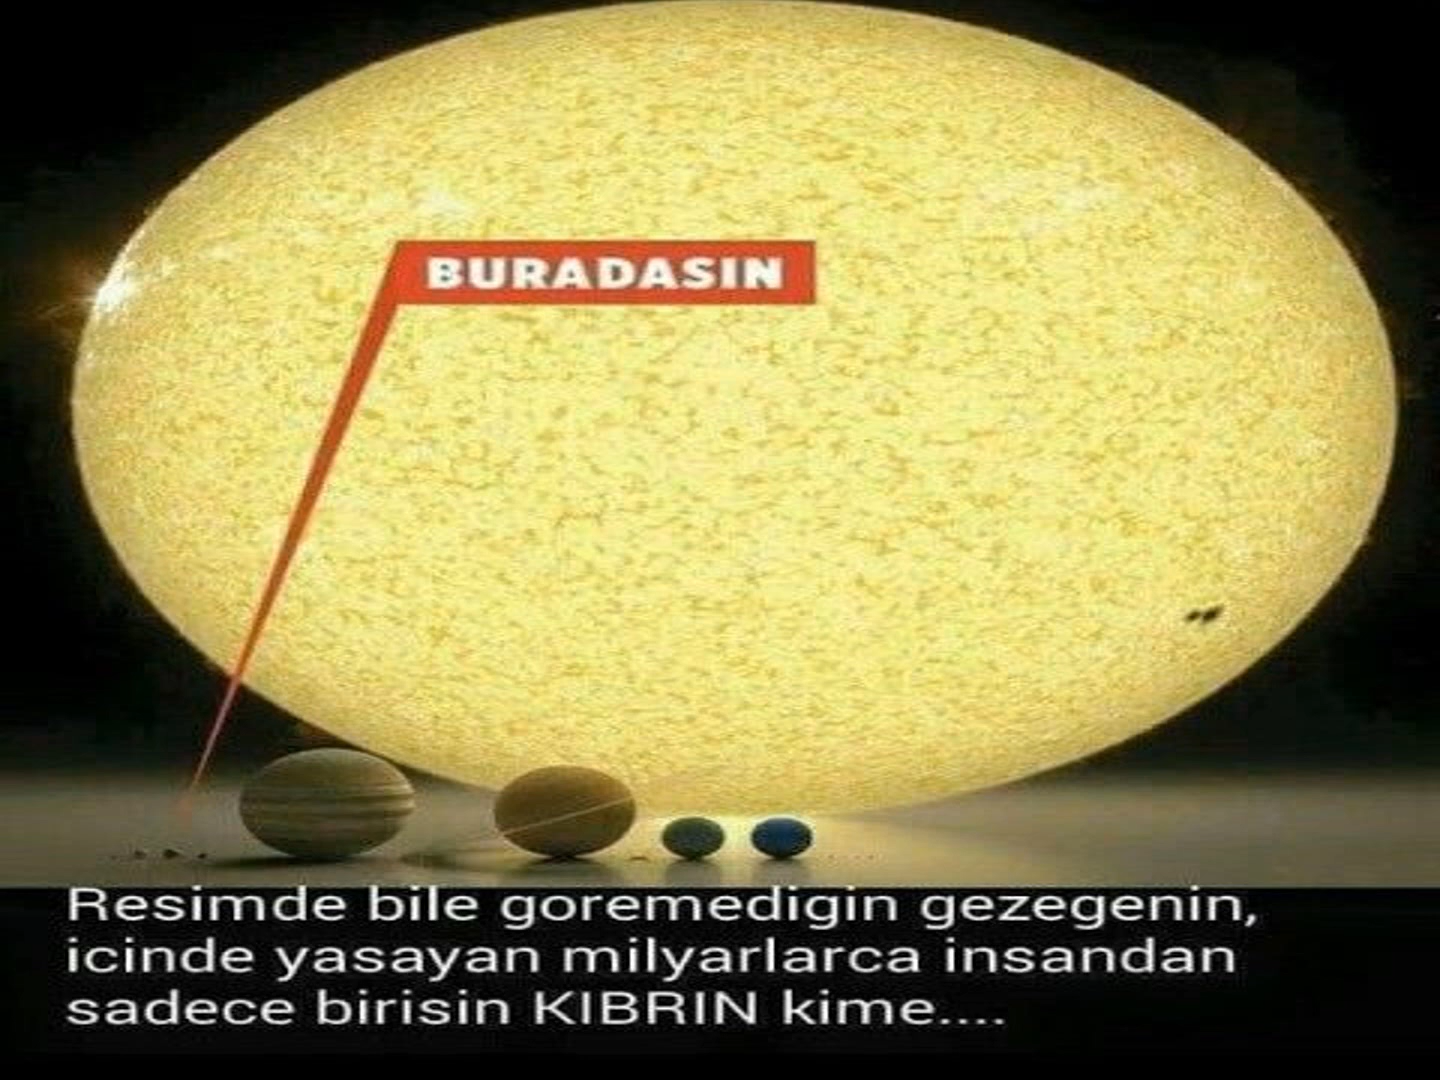 BURADASIN
Resimde bile goremedigin gezegenin,
icinde yasayan milyarlarca insandan
sadece birisin KIBRIN kime....